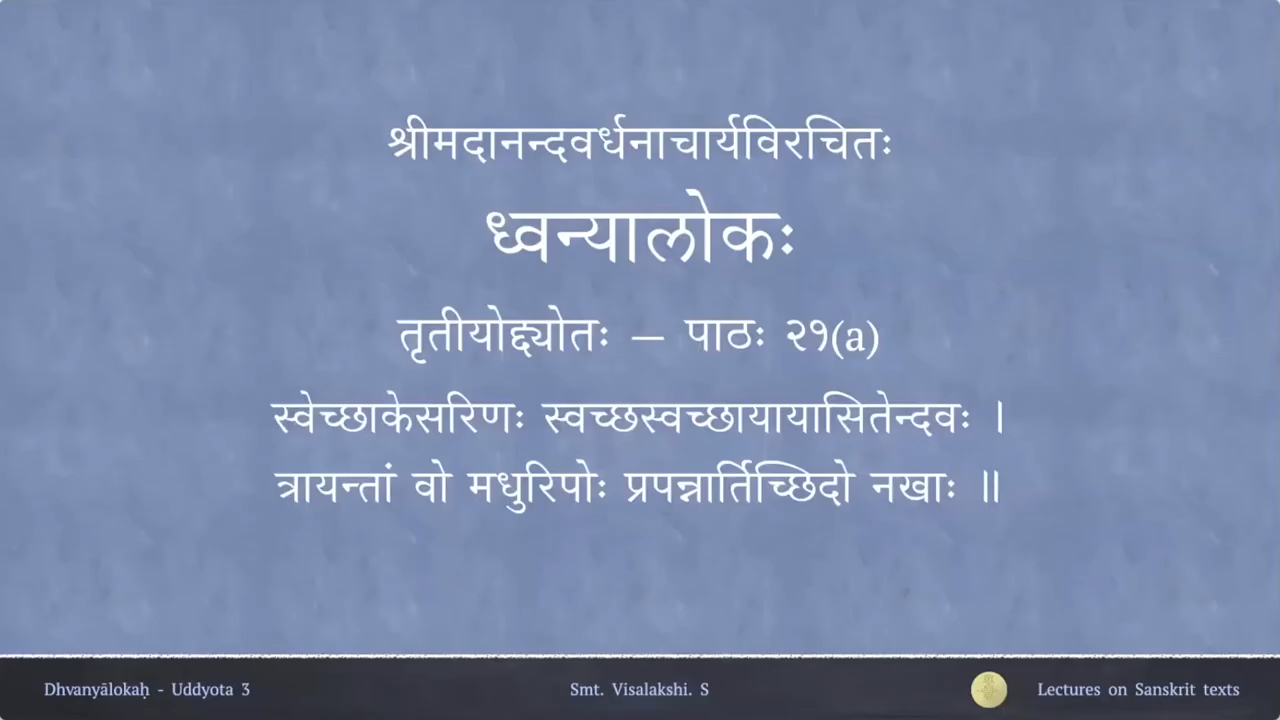 श्रीमदानन्दवर्धनाचार्यविरचितः
ध्वन्यालोकः
तृतीयोद्द्योतः – पाठः २१(a)
स्वेच्छाकेसरिणः स्वच्छस्वच्छायायासितेन्दवः ।
त्रायन्तां वो मधुरिपोः प्रपन्नार्तिच्छिदो नखाः ॥
Dhvanyālokaḥ - Uddyota 3 Smt. Visalakshi. S Lectures on Sanskrit texts